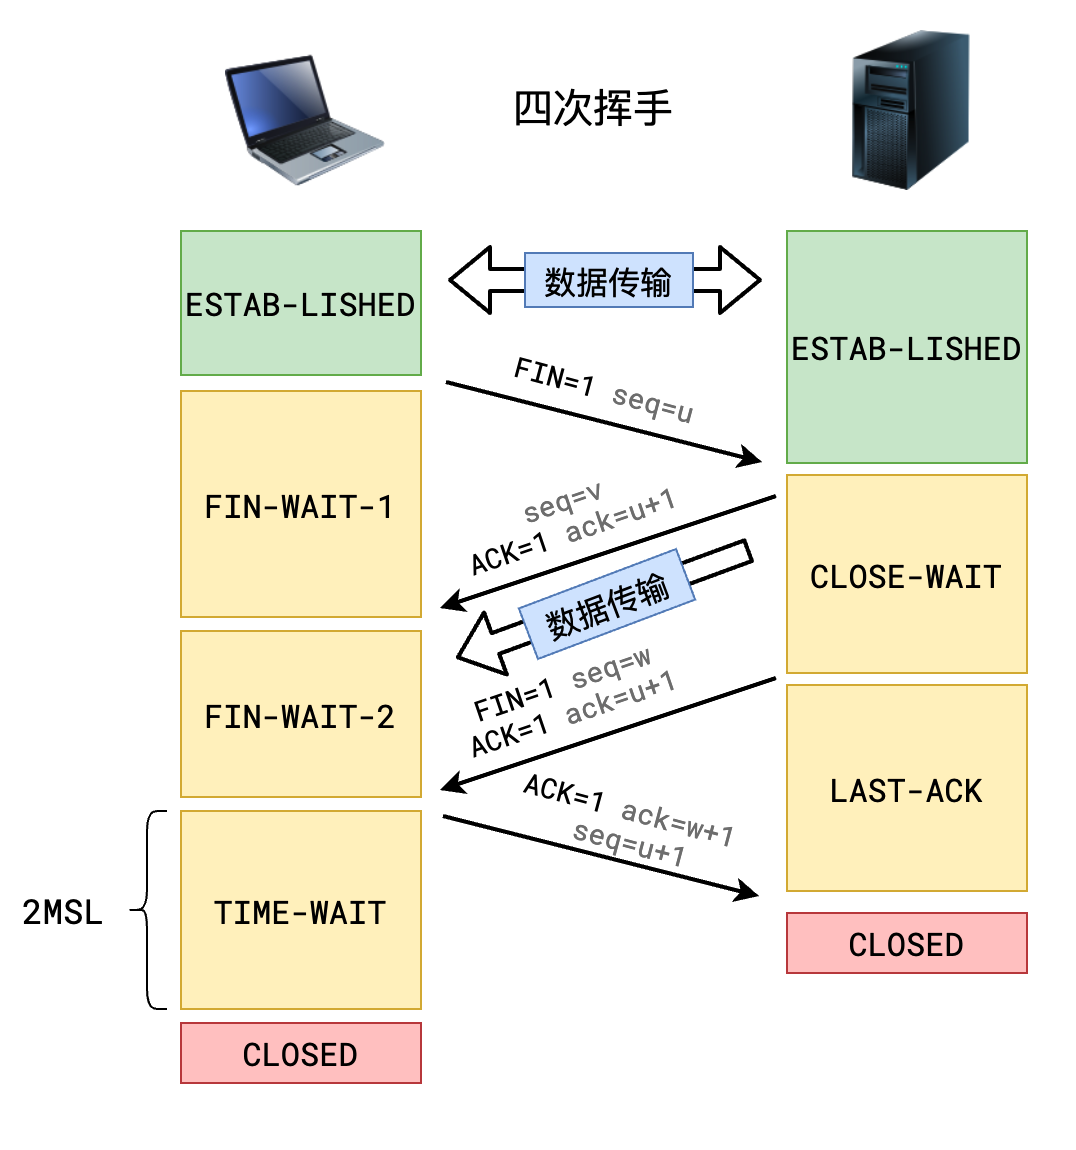 四次挥手
ESTAB-LISHED
数据传输
ESTAB-LISHED
FIN=1 seq=u
FIN-WAIT-1
seq=v
ACK=1 ack=u+1
CLOSE-WAIT
数据传输
FIN-WAIT-2
FIN=1 seq=w
ACK=1 ack=u+1
LAST-ACK
ACK=1 ack=w+1
seq=u+1
2MSL
TIME-WAIT
CLOSED
CLOSED